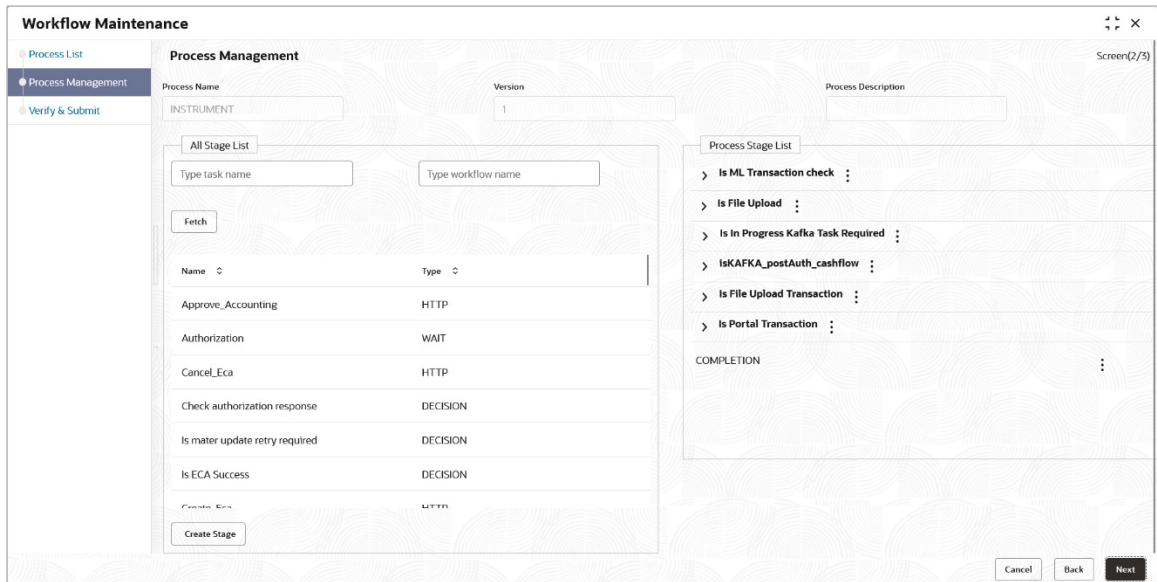 Workflow Maintenance
Process List
Process Management
Verify & Submit
Process Management
Screen(2/3)
Process Name
Version
Process Description
INSTRUMENT
1
All Stage List
Type task name
Type workflow name
Fetch
Name Type
Approve_Accounting HTTP
Authorization WAIT
Cancel_Eca HTTP
Check authorization response DECISION
Is mater update retry required DECISION
Is ECA Success DECISION
Create_Eca HTTP
Create Stage
Process Stage List
Is ML Transaction check
Is File Upload
Is In Progress Kafka Task Required
isKAFKA_postAuth_cashflow
Is File Upload Transaction
Is Portal Transaction
COMPLETION
Cancel
Back
Next